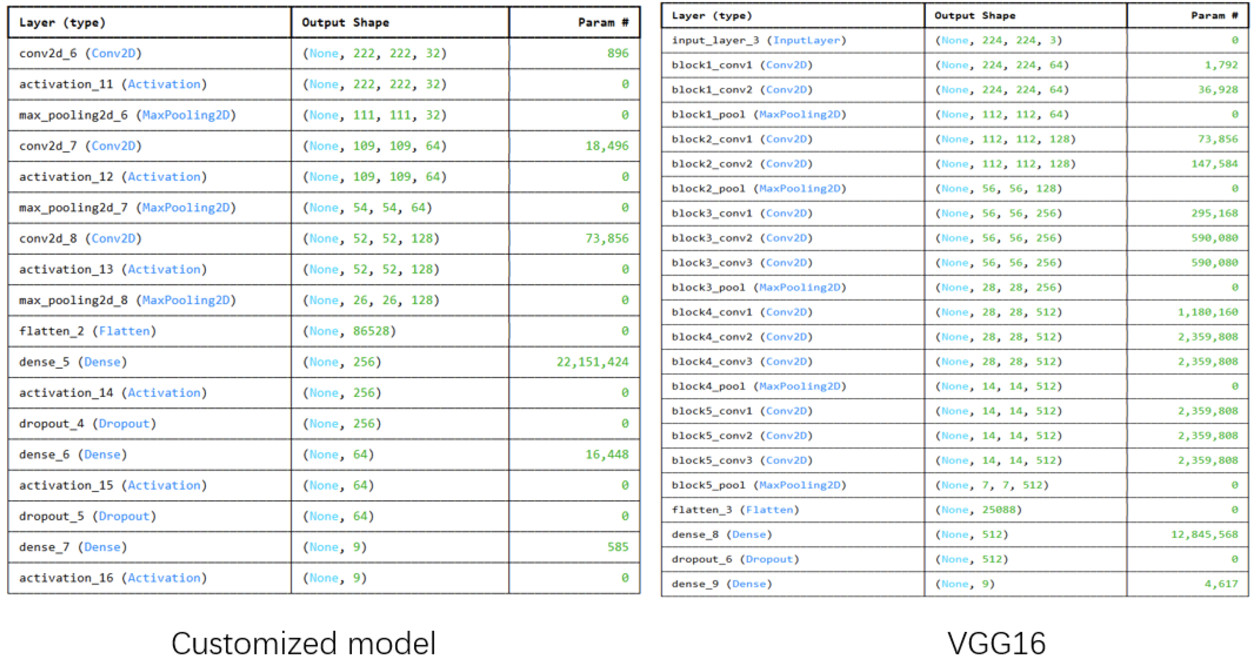 Layer (type) Output Shape Param #
conv2d_6 (Conv2D) (None, 222, 222, 32) 896
activation_11 (Activation) (None, 222, 222, 32) 0
max_pooling2d_6 (MaxPooling2D) (None, 111, 111, 32) 0
conv2d_7 (Conv2D) (None, 109, 109, 64) 18,496
activation_12 (Activation) (None, 109, 109, 64) 0
max_pooling2d_7 (MaxPooling2D) (None, 54, 54, 64) 0
conv2d_8 (Conv2D) (None, 52, 52, 128) 73,856
activation_13 (Activation) (None, 52, 52, 128) 0
max_pooling2d_8 (MaxPooling2D) (None, 26, 26, 128) 0
flatten_2 (Flatten) (None, 86528) 0
dense_5 (Dense) (None, 256) 22,151,424
activation_14 (Activation) (None, 256) 0
dropout_4 (Dropout) (None, 256) 0
dense_6 (Dense) (None, 64) 16,448
activation_15 (Activation) (None, 64) 0
dropout_5 (Dropout) (None, 64) 0
dense_7 (Dense) (None, 9) 585
activation_16 (Activation) (None, 9) 0
Customized model
Layer (type) Output Shape Param #
input_layer_3 (InputLayer) (None, 224, 224, 3) 0
block1_conv1 (Conv2D) (None, 224, 224, 64) 1,792
block1_conv2 (Conv2D) (None, 224, 224, 64) 36,928
block1_pool (MaxPooling2D) (None, 112, 112, 64) 0
block2_conv1 (Conv2D) (None, 112, 112, 128) 73,856
block2_conv2 (Conv2D) (None, 112, 112, 128) 147,584
block2_pool (MaxPooling2D) (None, 56, 56, 128) 0
block3_conv1 (Conv2D) (None, 56, 56, 256) 295,168
block3_conv2 (Conv2D) (None, 56, 56, 256) 590,080
block3_conv3 (Conv2D) (None, 56, 56, 256) 590,080
block3_pool (MaxPooling2D) (None, 28, 28, 256) 0
block4_conv1 (Conv2D) (None, 28, 28, 512) 1,180,160
block4_conv2 (Conv2D) (None, 28, 28, 512) 2,359,808
block4_conv3 (Conv2D) (None, 28, 28, 512) 2,359,808
block4_pool (MaxPooling2D) (None, 14, 14, 512) 0
block5_conv1 (Conv2D) (None, 14, 14, 512) 2,359,808
block5_conv2 (Conv2D) (None, 14, 14, 512) 2,359,808
block5_conv3 (Conv2D) (None, 14, 14, 512) 2,359,808
block5_pool (MaxPooling2D) (None, 7, 7, 512) 0
flatten_3 (Flatten) (None, 25088) 0
dense_8 (Dense) (None, 512) 12,845,568
dropout_6 (Dropout) (None, 512) 0
dense_9 (Dense) (None, 9) 4,617
VGG16